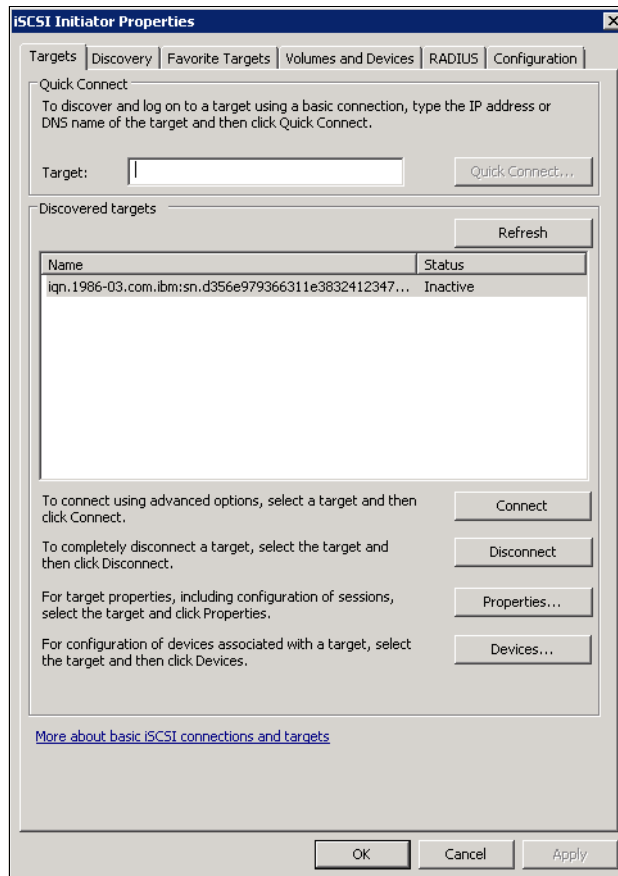 iSCSI Initiator Properties
Targets Discovery Favorite Targets Volumes and Devices RADIUS Configuration
Quick Connect
To discover and log on to a target using a basic connection, type the IP address or
DNS name of the target and then click Quick Connect.
Target:
Quick Connect...
Discovered targets
Refresh
Name Status
iqn.1986-03.com.ibm:sn.d356e979366311e3832412347... Inactive
To connect using advanced options, select a target and then
click Connect.
Connect
To completely disconnect a target, select the target and
then click Disconnect.
Disconnect
For target properties, including configuration of sessions,
select the target and click Properties.
Properties...
For configuration of devices associated with a target, select
the target and then click Devices.
Devices...
More about basic iSCSI connections and targets
OK Cancel Apply